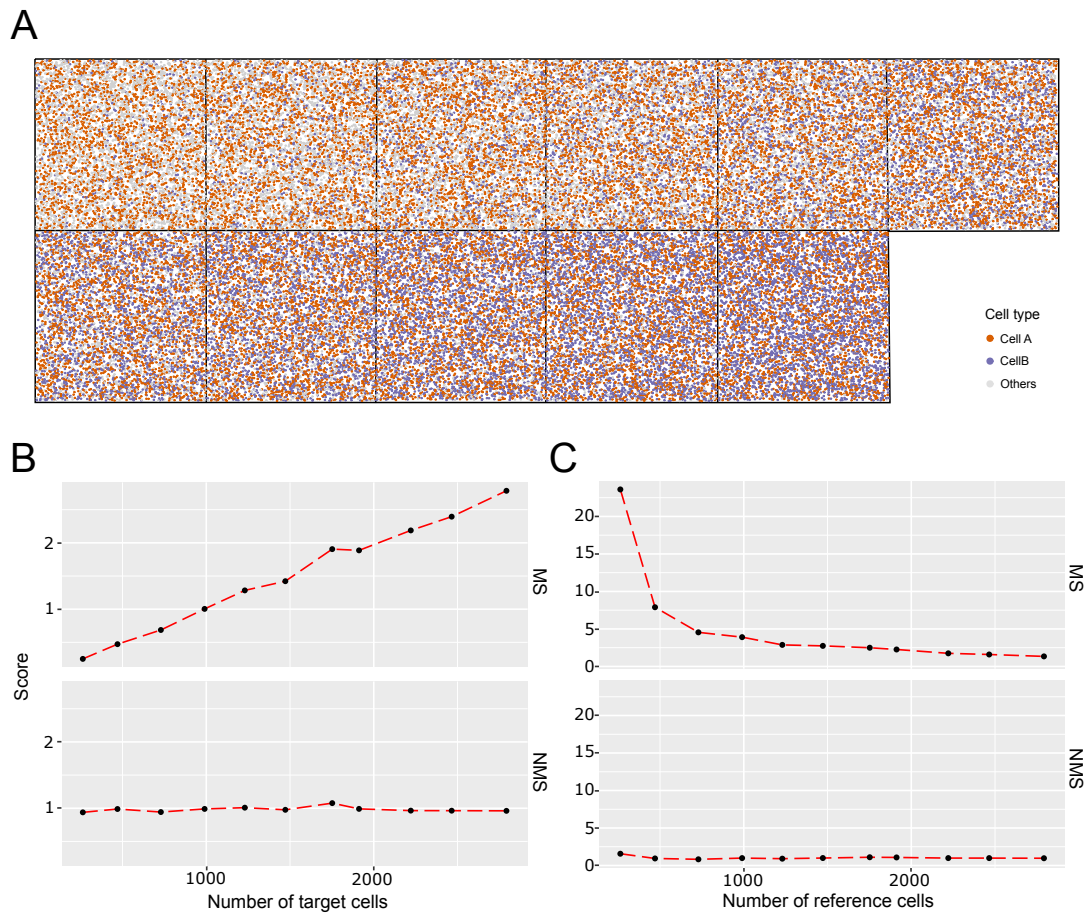 A
Cell type
Cell A
CellB
Others
B
C
Score
2
1
MS
2
1
NMS
1000
2000
Number of target cells
20
15
10
5
0
MS
20
15
10
5
0
NMS
1000
2000
Number of reference cells